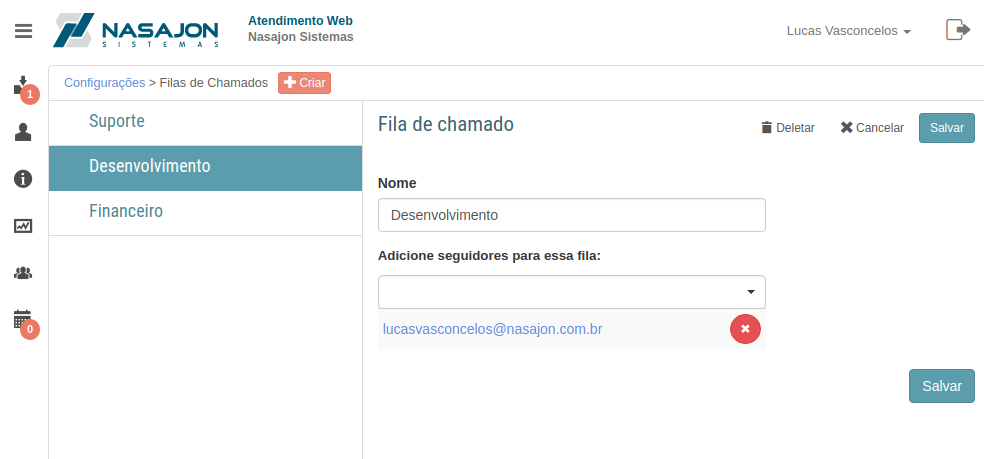 NASAJON
SISTEMAS
Atendimento Web
Nasajon Sistemas
Lucas Vasconcelos
1
0
Configurações > Filas de Chamados
Criar
Suporte
Desenvolvimento
Financeiro
Fila de chamado
Deletar
Cancelar
Salvar
Nome
Desenvolvimento
Adicione seguidores para essa fila:
lucasvasconcelos@nasajon.com.br
Salvar